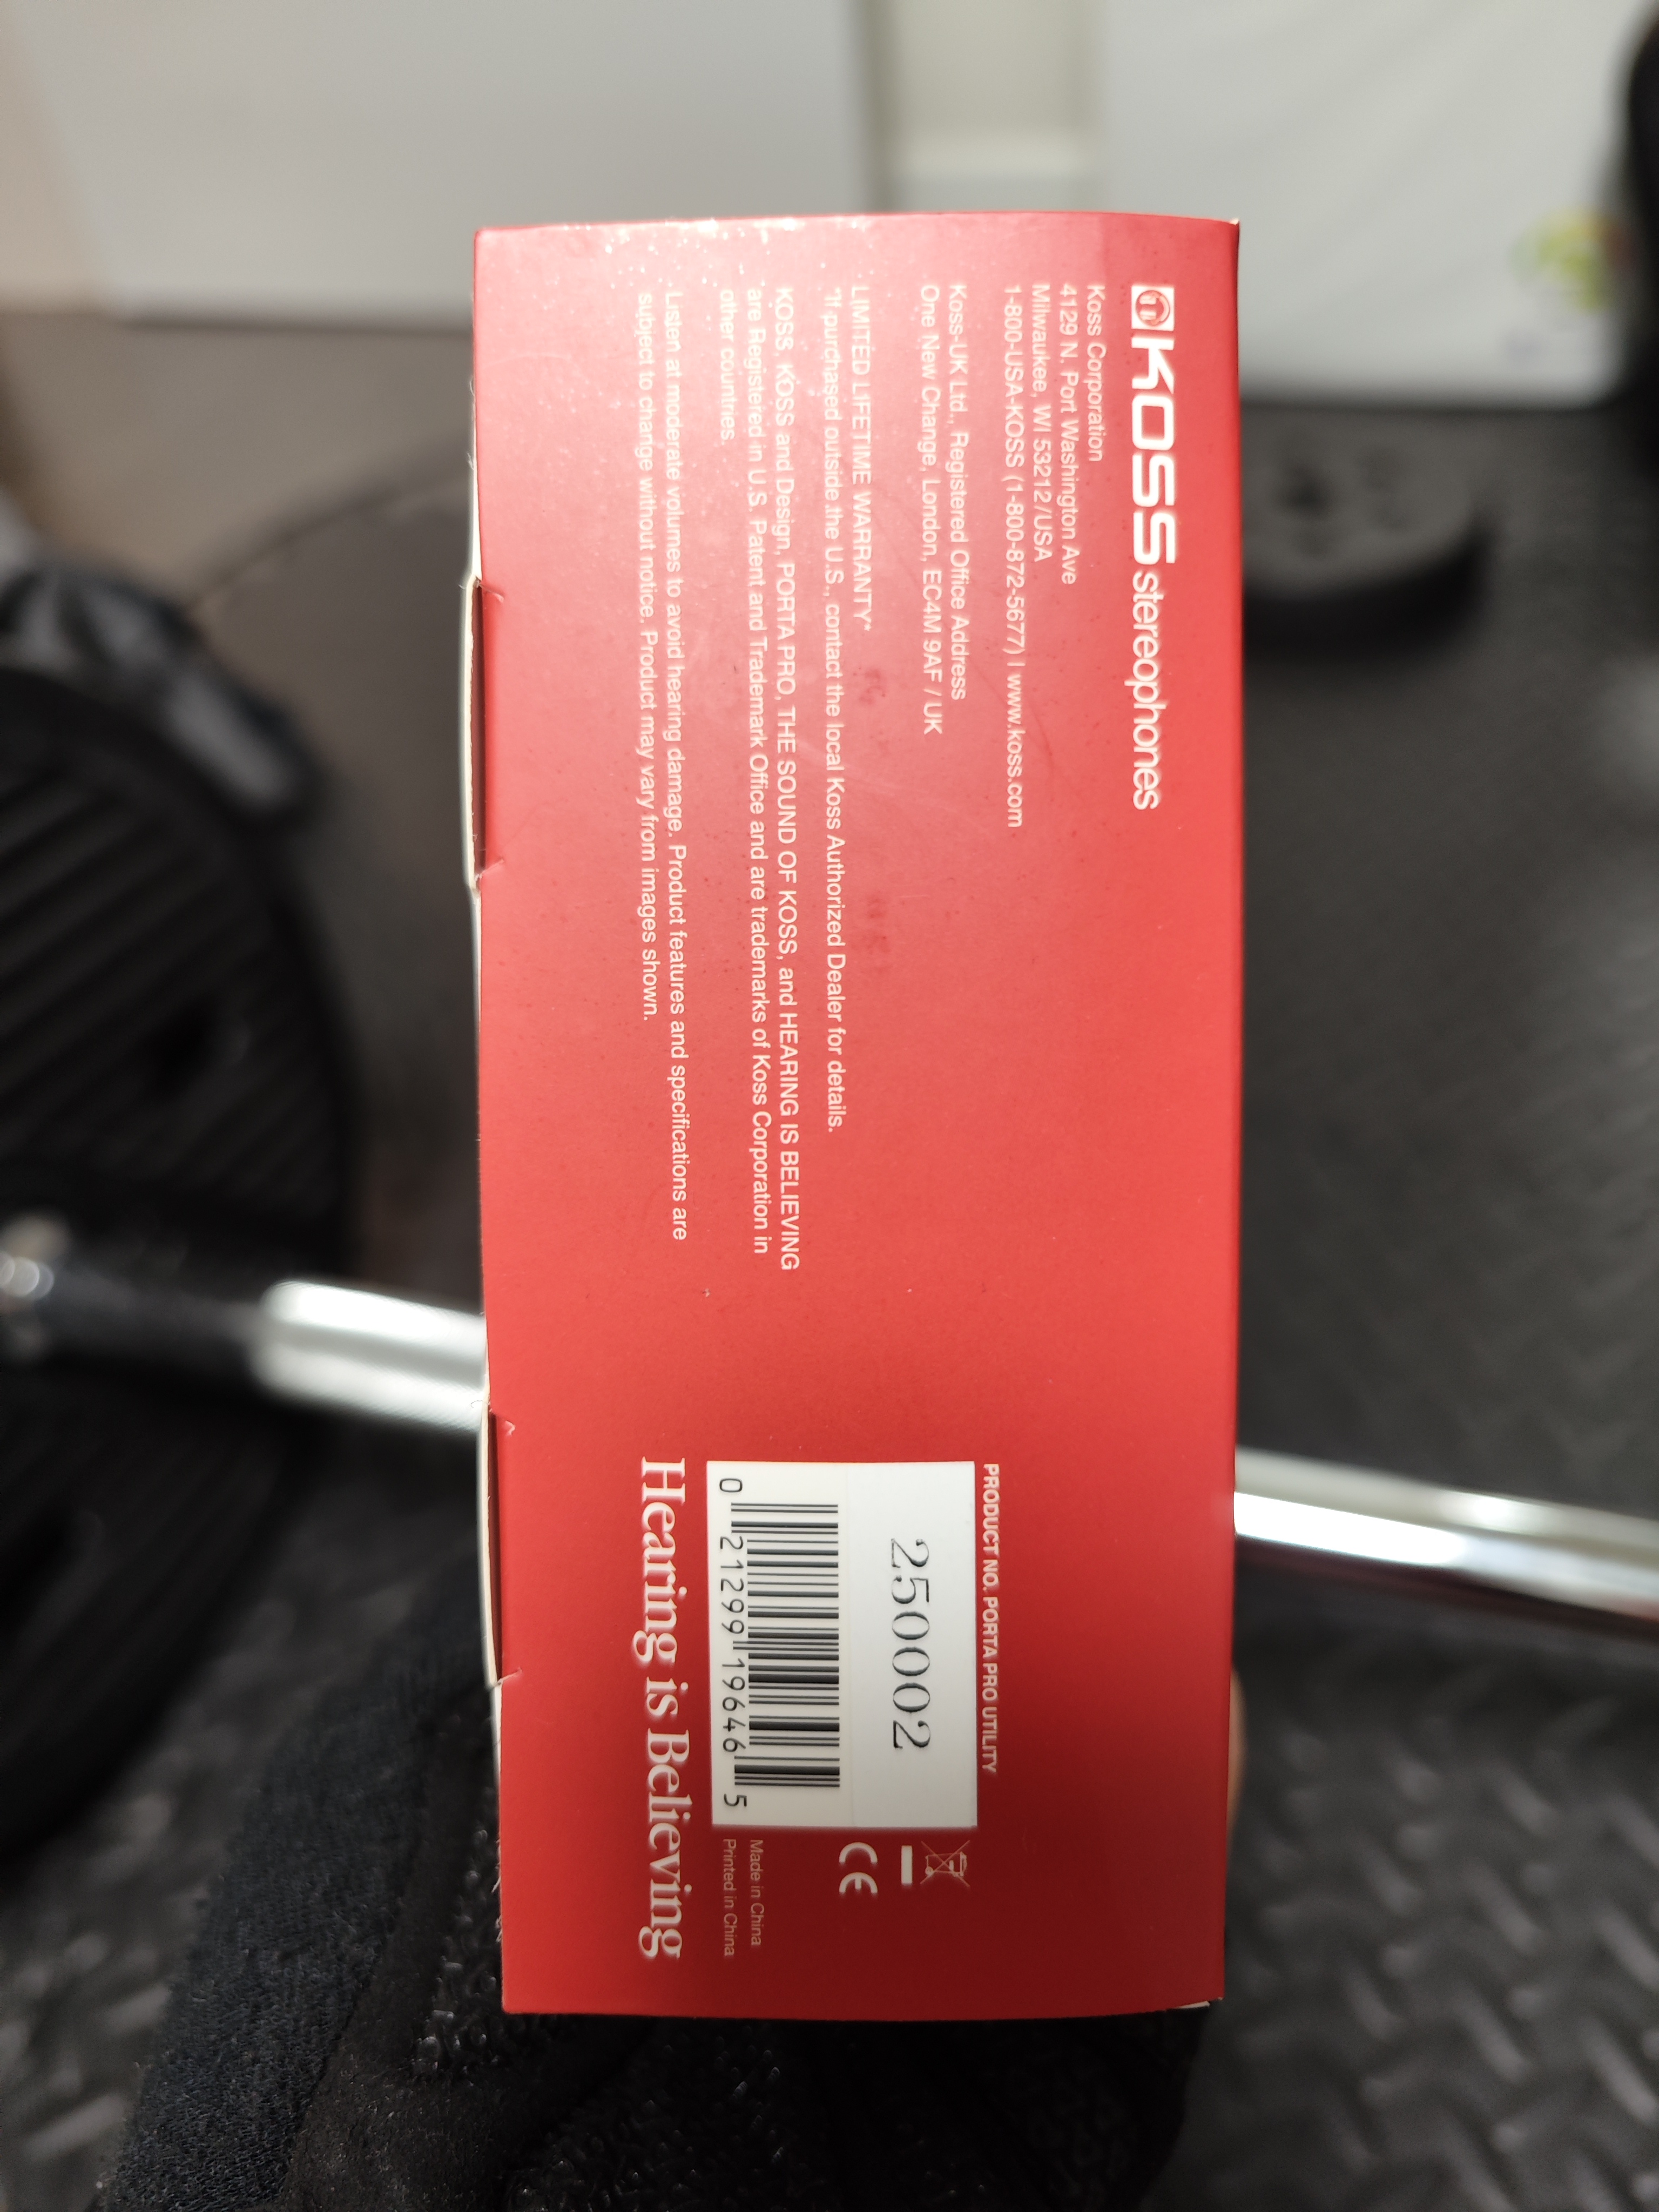 KOSS stereophones
Koss Corporation
4129 N. Port Washington Ave
Milwaukee, WI 53212/USA
1-800-USA-KOSS (1-800-872-5677) | www.koss.com
Koss-UK Ltd., Registered Office Address
One New Change, London, EC4M 9AF / UK
LIMITED LIFETIME WARRANTY*
*If purchased outside the U.S., contact the local Koss Authorized Dealer for details.
KOSS, KOSS and Design, PORTA PRO, THE SOUND OF KOSS, and HEARING IS BELIEVING
are Registered in U.S. Patent and Trademark Office and are trademarks of Koss Corporation in
other countries.
Listen at moderate volumes to avoid hearing damage. Product features and specifications are
subject to change without notice. Product may vary from images shown.
PRODUCT NO. PORTA PRO UTILITY
250002
0 21299 19646 5
CE
Made in China
Printed in China
Hearing is Believing